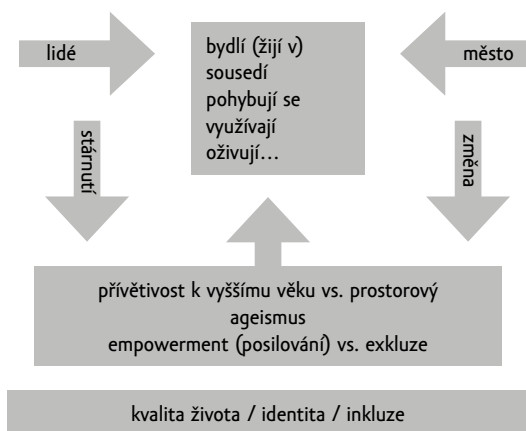 lidé
bydlí (žijí v)
sousedí
pohybují se
využívají
oživují…
město
stárnutí
změna
přívětivost k vyššímu věku vs. prostorový
ageismus
empowerment (posilování) vs. exkluze
kvalita života / identita / inkluze